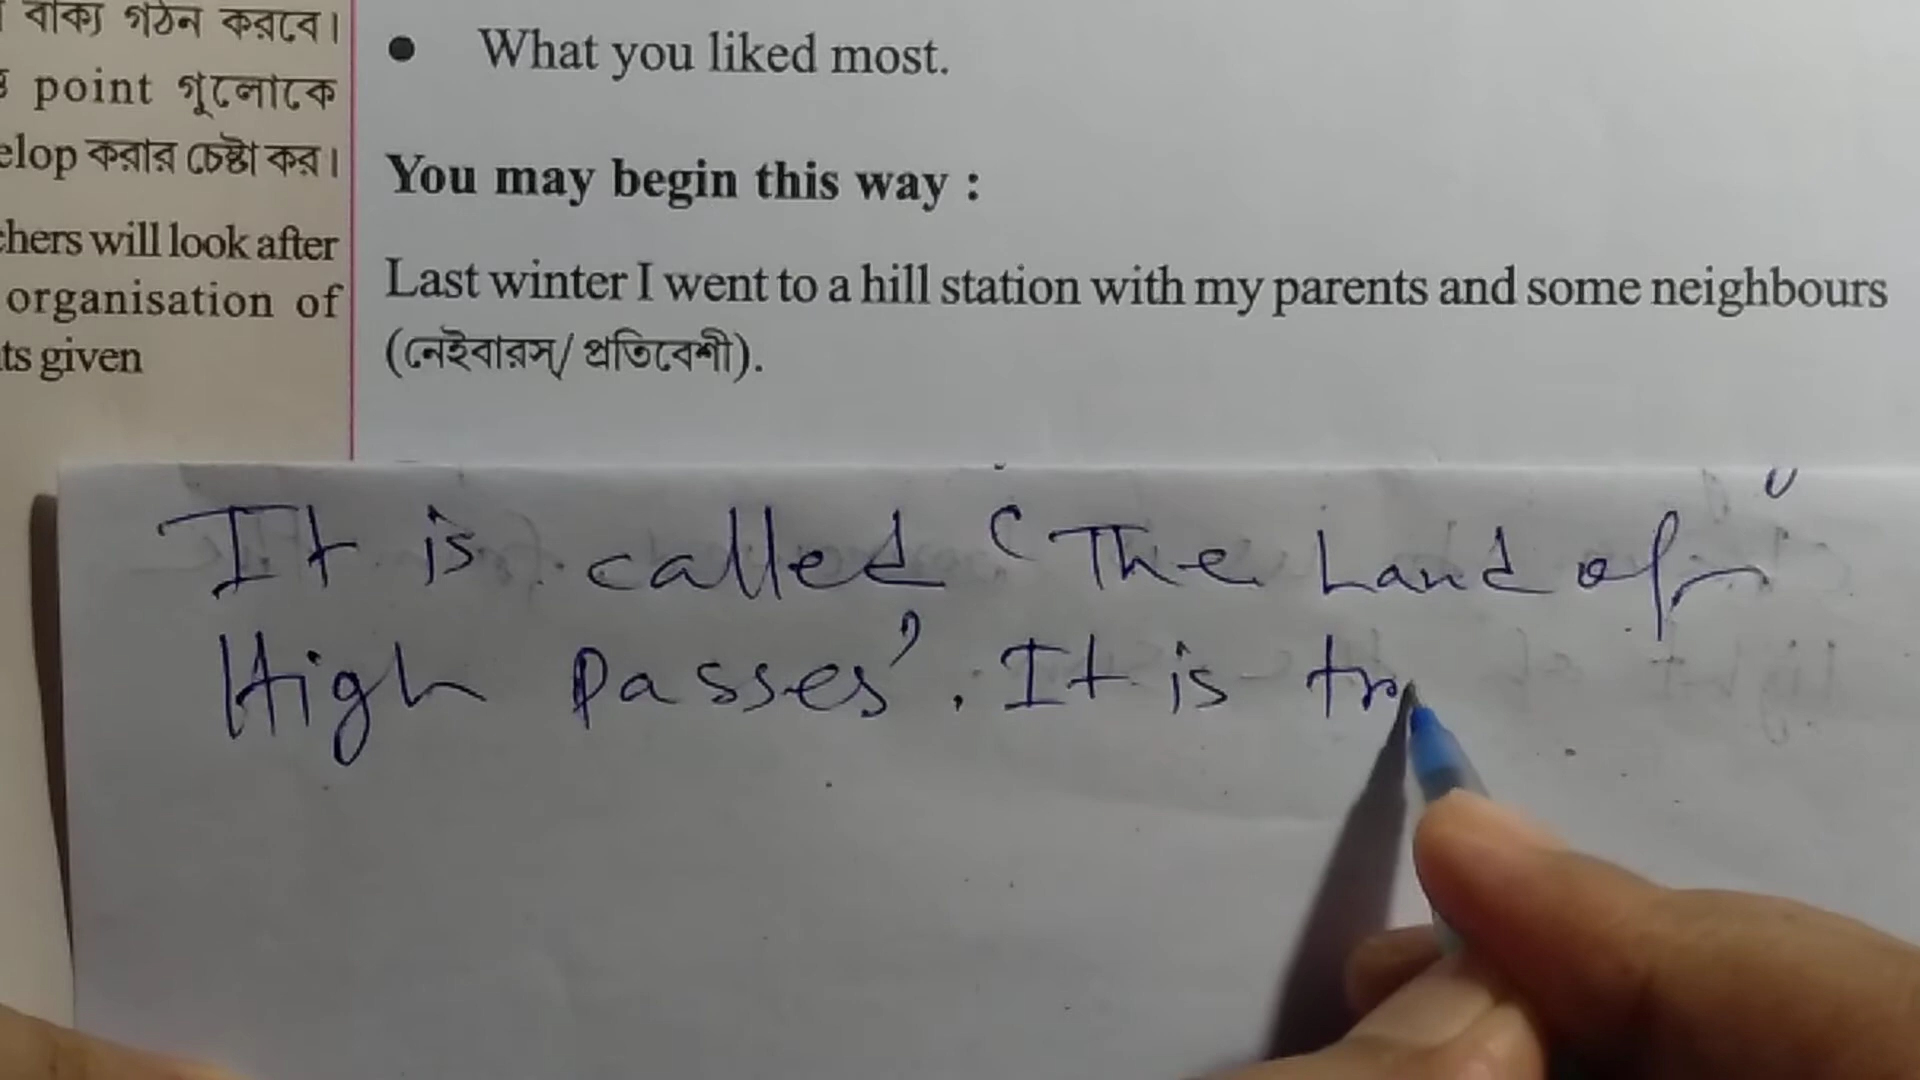 বাক্য গঠন করবে।
point গুলোকে
elop করার চেষ্টা কর।
chers will look after
organisation of
ts given
• What you liked most.
You may begin this way :
Last winter I went to a hill station with my parents and some neighbours
(নেইবারস্/ প্রতিবেশী).
It is called 'The Land of
High Passes'. It is tr